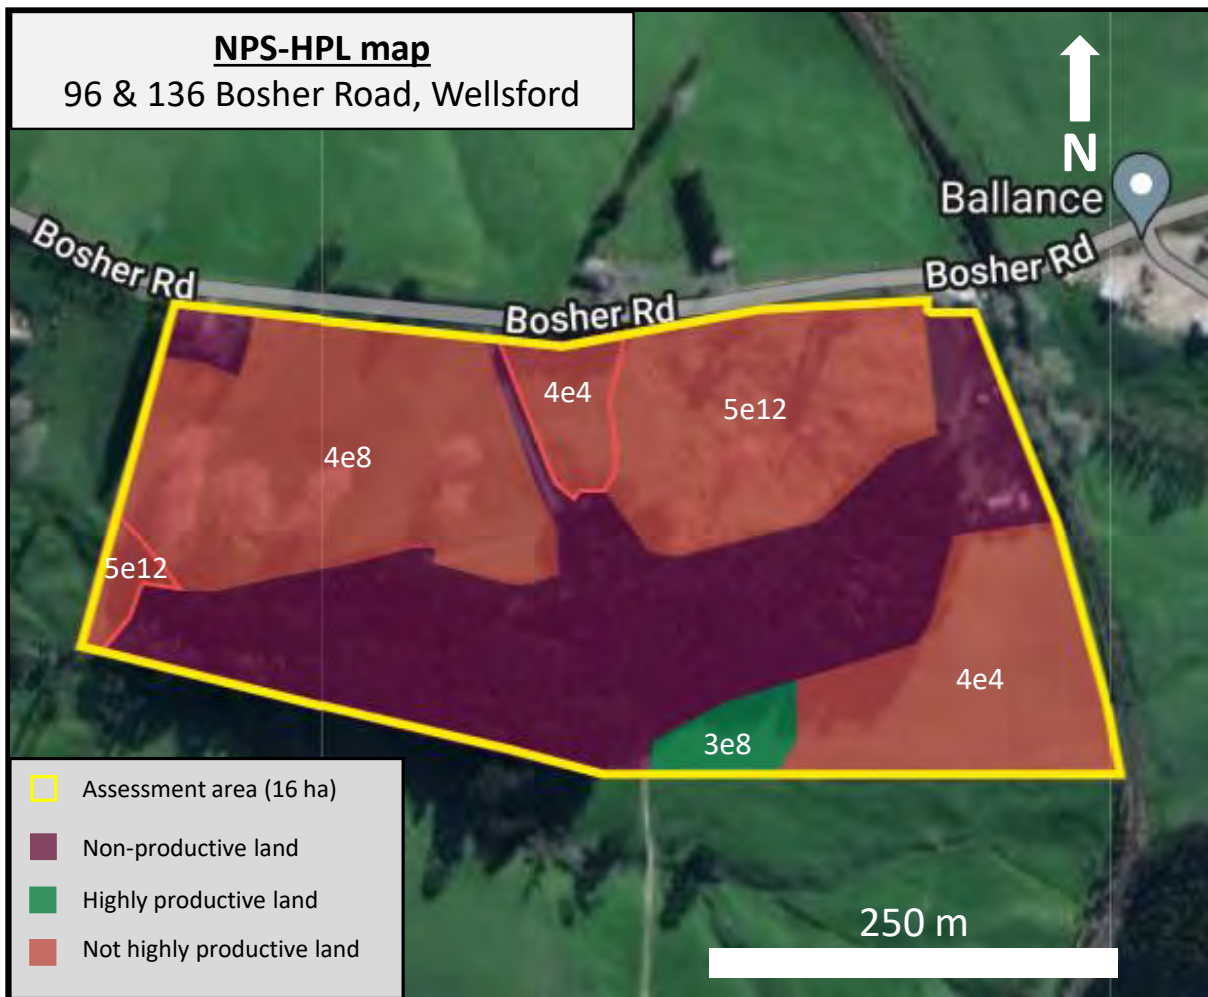 NPS-HPL map
96 & 136 Bosher Road, Wellsford
N
Ballance
Bosher Rd
Bosher Rd
Bosher Rd
4e4
5e12
4e8
5e12
4e4
3e8
Assessment area (16 ha)
Non-productive land
Highly productive land
Not highly productive land
250 m